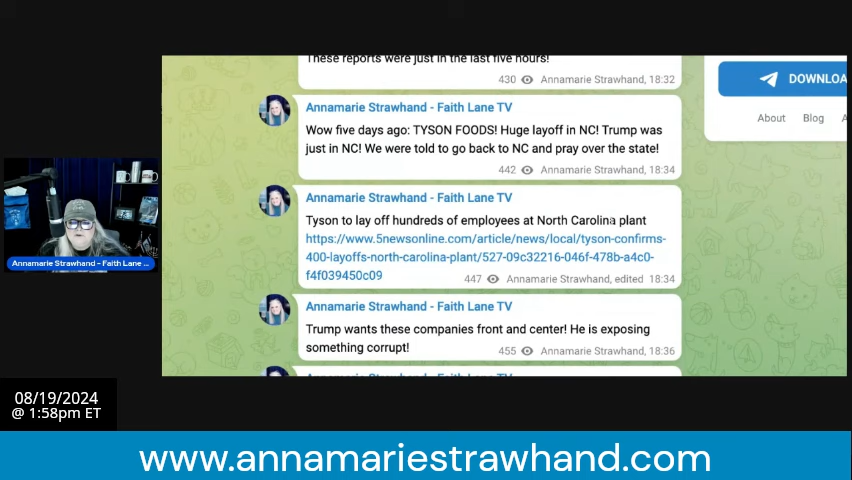 These reports were just in the last five hours!
430 Annamarie Strawhand, 18:32
Annamarie Strawhand - Faith Lane TV
Wow five days ago: TYSON FOODS! Huge layoff in NC! Trump was
just in NC! We were told to go back to NC and pray over the state!
442 Annamarie Strawhand, 18:34
Annamarie Strawhand - Faith Lane TV
Tyson to lay off hundreds of employees at North Carolina plant
https://www.5newsonline.com/article/news/local/tyson-confirms-
400-layoffs-north-carolina-plant/527-09c32216-046f-478b-a4c0-
f4f039450c09
447 Annamarie Strawhand, edited 18:34
Annamarie Strawhand - Faith Lane TV
Trump wants these companies front and center! He is exposing
something corrupt!
455 Annamarie Strawhand, 18:36
Annamarie Strawhand - Faith Lane TV
DOWNLOA
About Blog A
Annamarie Strawhand - Faith Lane ...
08/19/2024
@ 1:58pm ET
www.annamariestrawhand.com